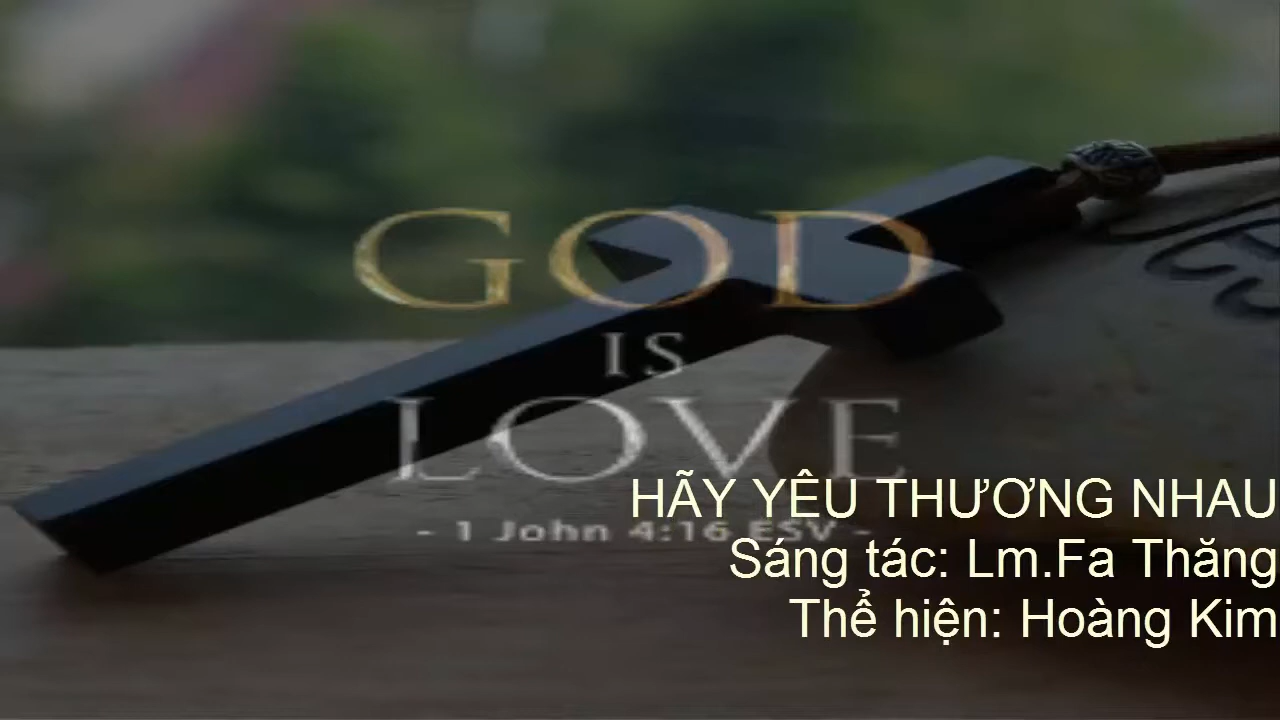 GOD
IS
LOVE
- 1 John 4:16 ESV -
HÃY YÊU THƯƠNG NHAU
Sáng tác: Lm.Fa Thăng
Thể hiện: Hoàng Kim